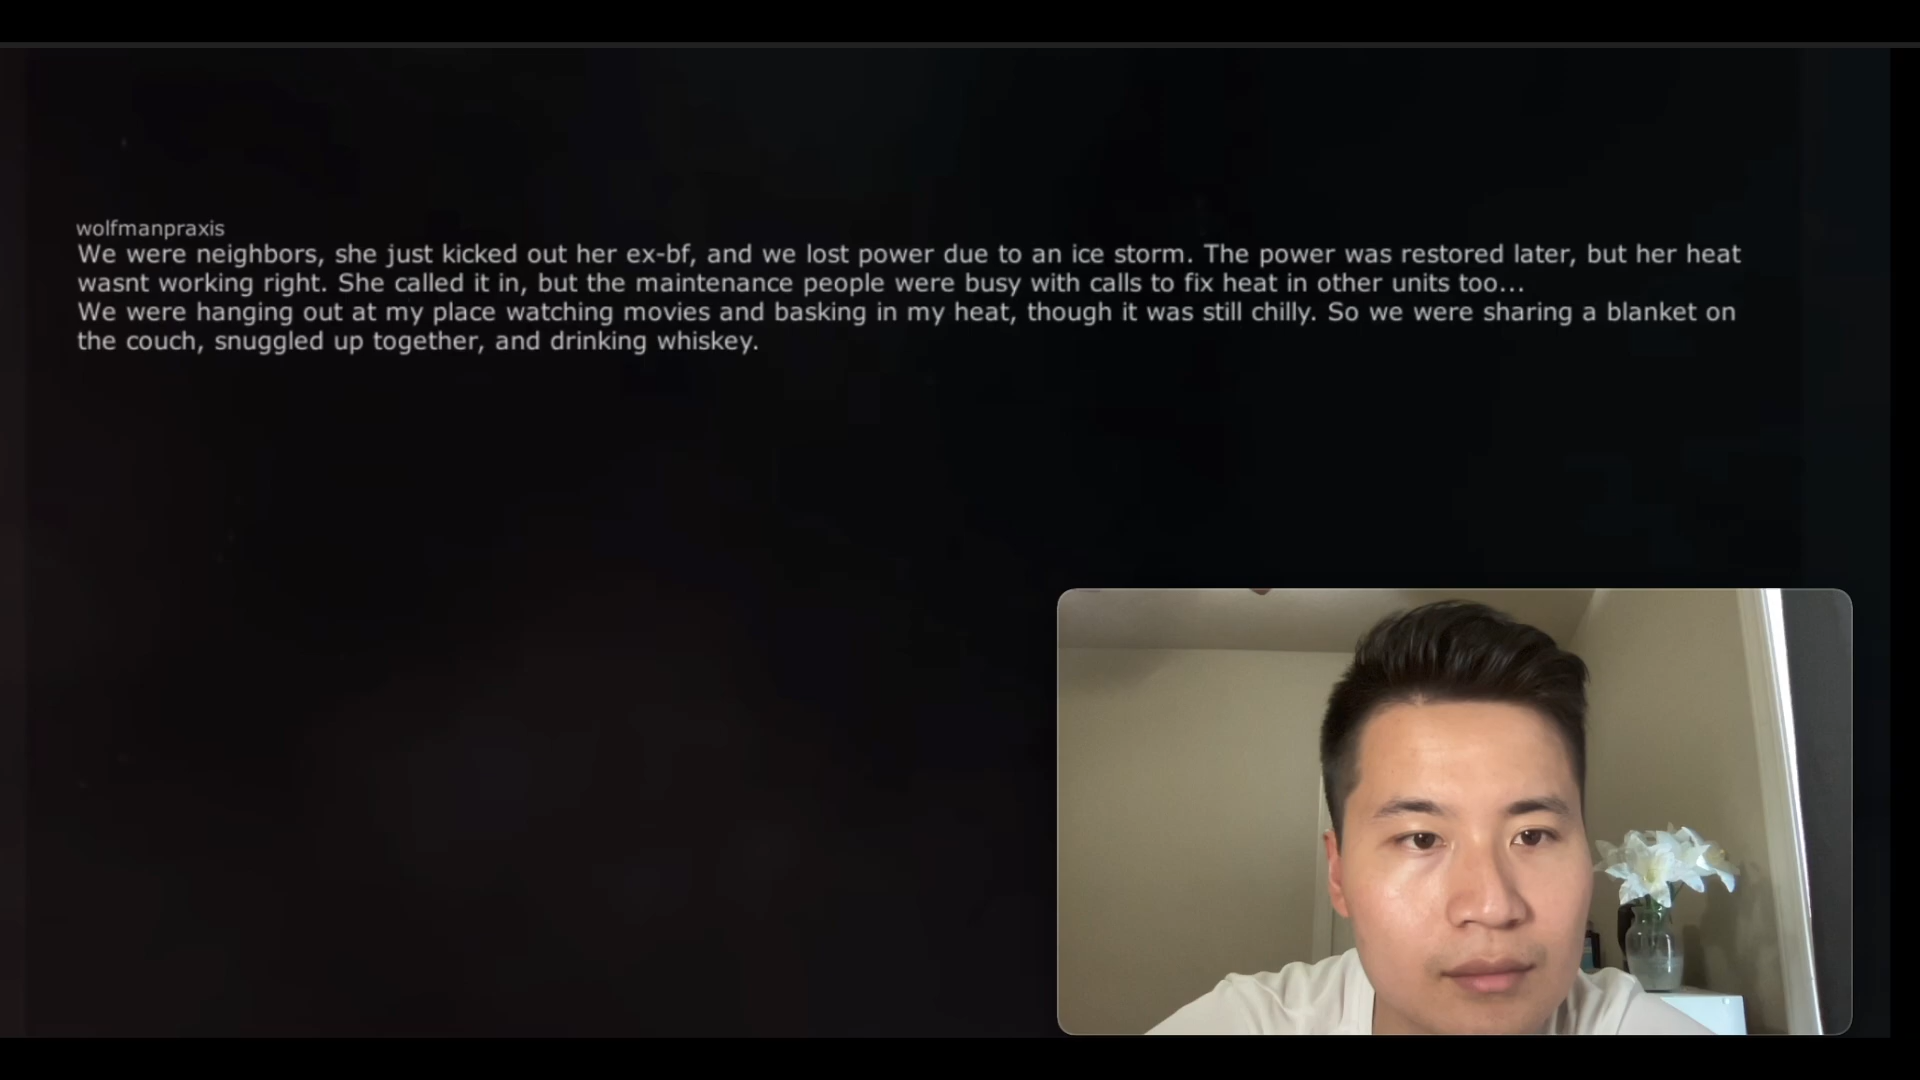 wolfmanpraxis
We were neighbors, she just kicked out her ex-bf, and we lost power due to an ice storm. The power was restored later, but her heat
wasnt working right. She called it in, but the maintenance people were busy with calls to fix heat in other units too...
We were hanging out at my place watching movies and basking in my heat, though it was still chilly. So we were sharing a blanket on
the couch, snuggled up together, and drinking whiskey.